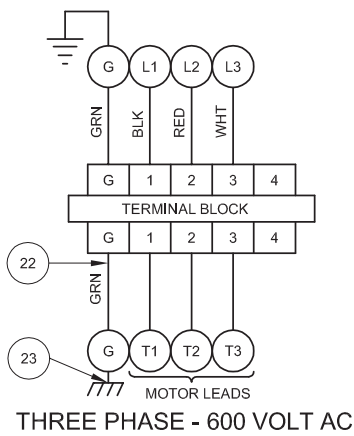 G L1 L2 L3
GRN BLK RED WHT
G 1 2 3 4
TERMINAL BLOCK
G 1 2 3 4
22
GRN
23
G T1 T2 T3
MOTOR LEADS
THREE PHASE - 600 VOLT AC